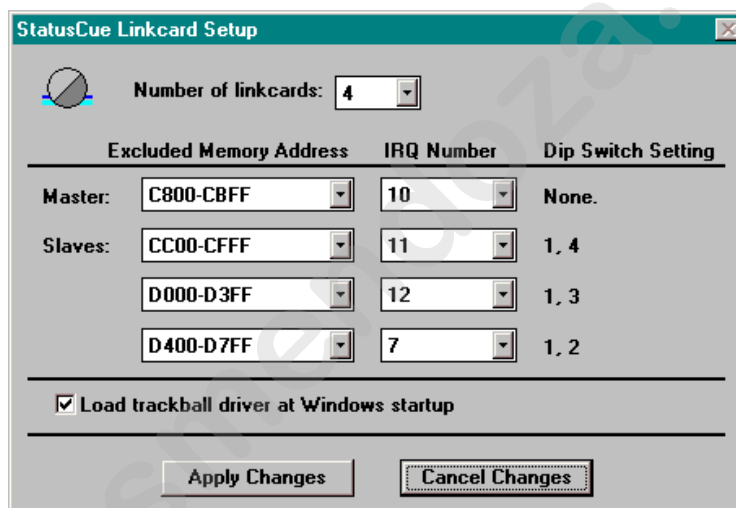 StatusCue Linkcard Setup
Number of linkcards: 4
Excluded Memory Address IRQ Number Dip Switch Setting
Master: C800-CBFF 10 None.
Slaves: CC00-CFFF 11 1, 4
D000-D3FF 12 1, 3
D400-D7FF 7 1, 2
Load trackball driver at Windows startup
Apply Changes Cancel Changes
smendoza.